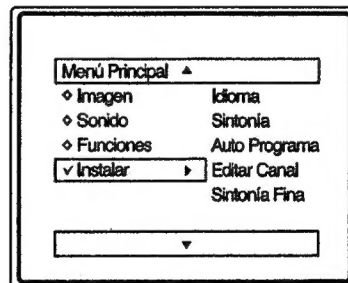 Menú Principal ▲
◇ Imagen Idioma
◇ Sonido Sintonía
◇ Funciones Auto Programa
✓ Instalar ▶ Editar Canal
Sintonía Fina
▼